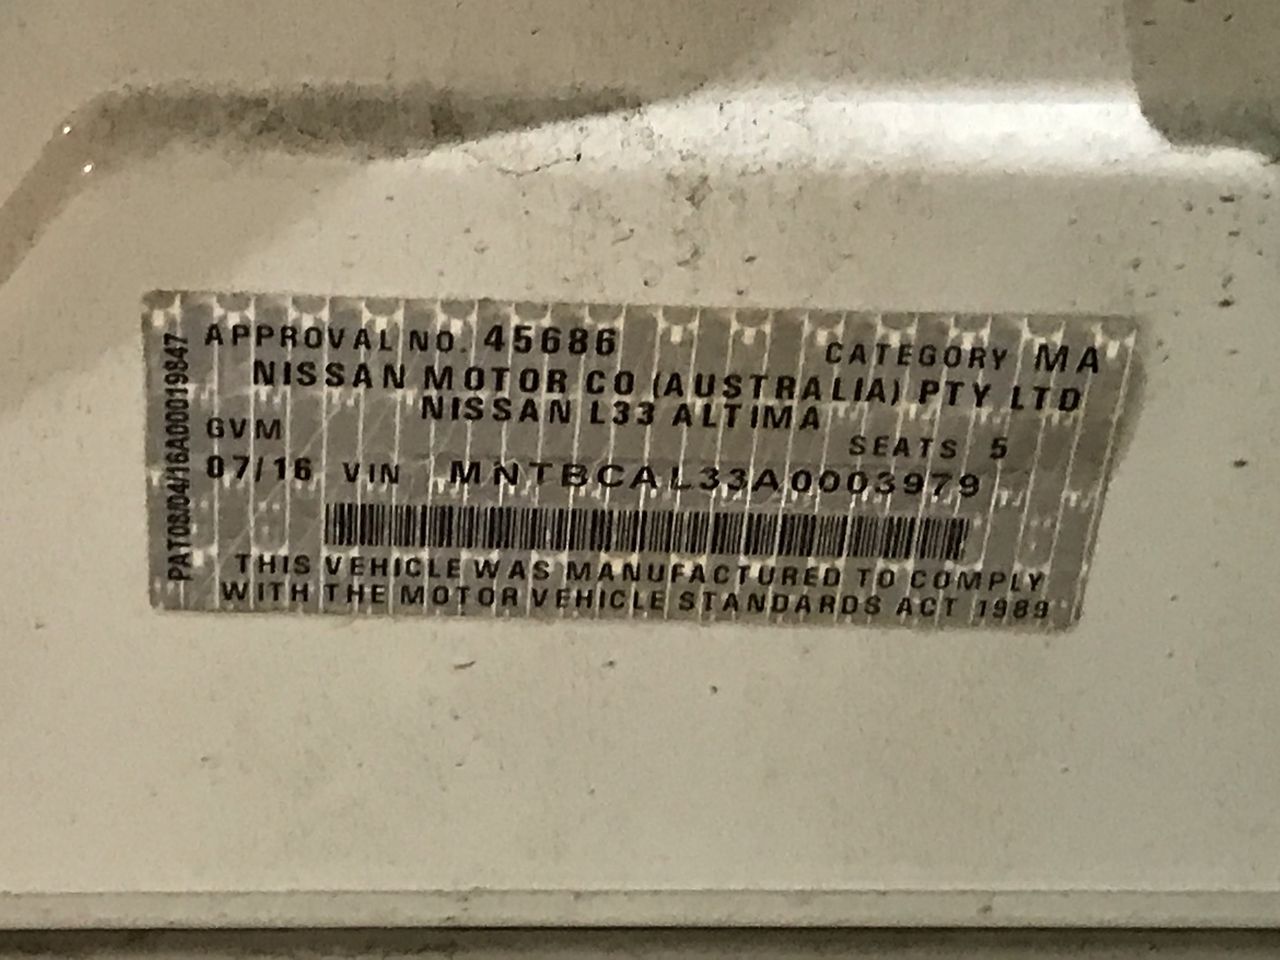 APPROVAL NO. 45686 CATEGORY MA
NISSAN MOTOR CO (AUSTRALIA) PTY LTD
NISSAN L33 ALTIMA
GVM SEATS 5
07/16 VIN MNTBCAL33A0003979
THIS VEHICLE WAS MANUFACTURED TO COMPLY
WITH THE MOTOR VEHICLE STANDARDS ACT 1989
PAT08/04/16A00019847